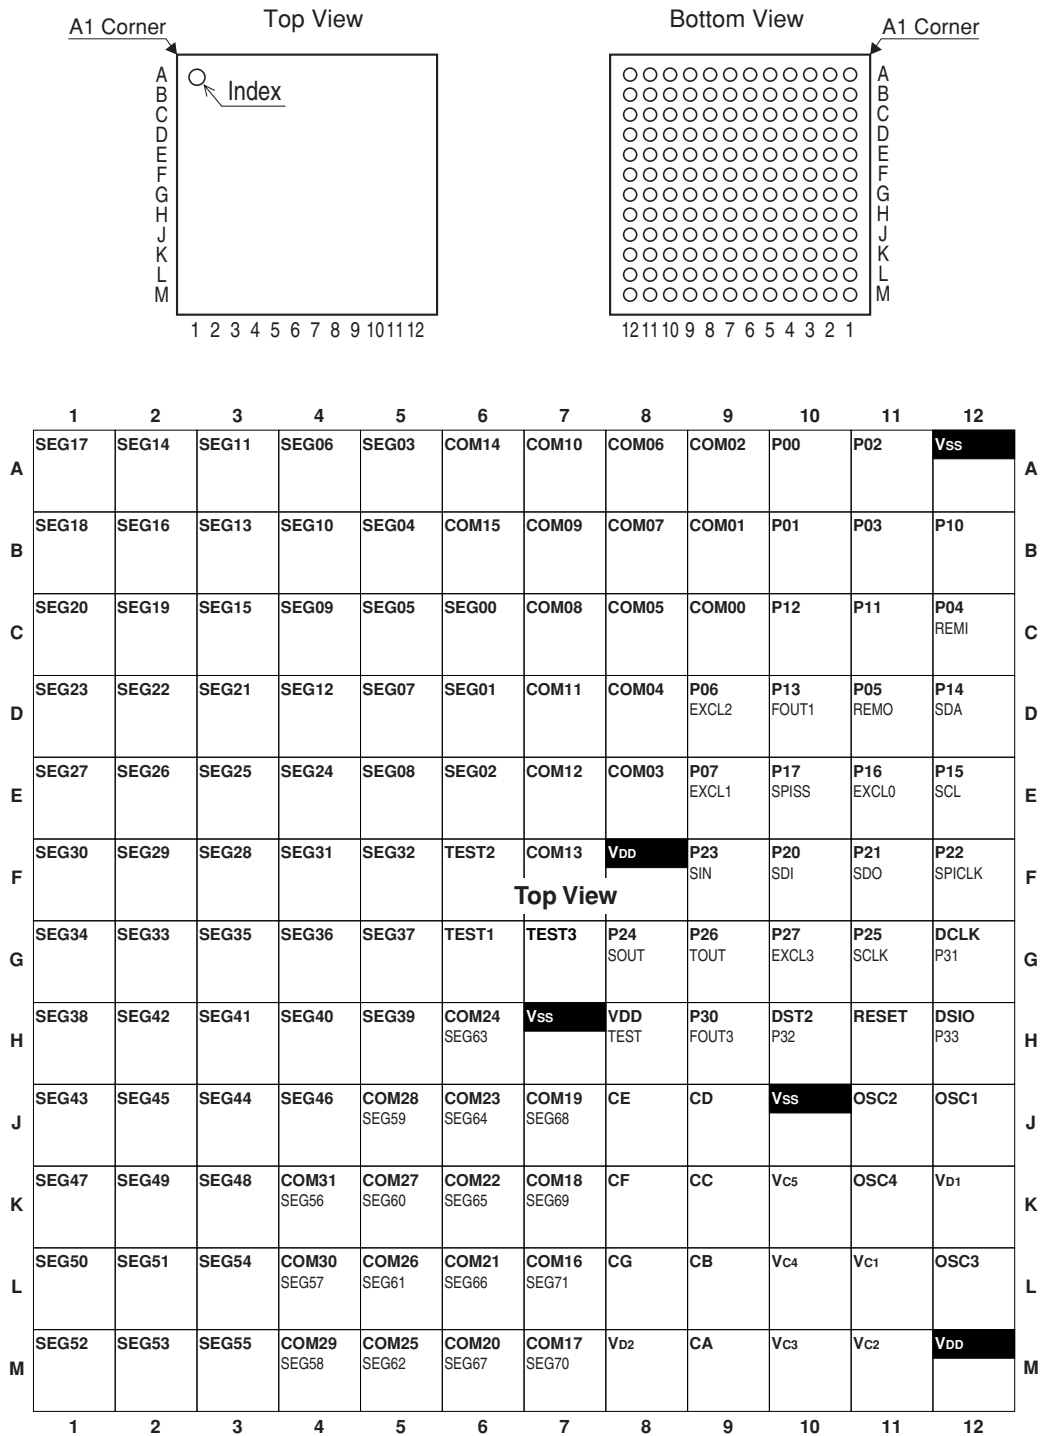 Top View
Bottom View
A1 Corner
A1 Corner
Index
A
B
C
D
E
F
G
H
J
K
L
M
1 2 3 4 5 6 7 8 9 10 11 12
A
B
C
D
E
F
G
H
J
K
L
M
12 11 10 9 8 7 6 5 4 3 2 1
1 2 3 4 5 6 7 8 9 10 11 12
SEG17 SEG14 SEG11 SEG06 SEG03 COM14 COM10 COM06 COM02 P00 P02 Vss
A A
SEG18 SEG16 SEG13 SEG10 SEG04 COM15 COM09 COM07 COM01 P01 P03 P10
B B
SEG20 SEG19 SEG15 SEG09 SEG05 SEG00 COM08 COM05 COM00 P12 P11 P04
REMI
C C
SEG23 SEG22 SEG21 SEG12 SEG07 SEG01 COM11 COM04 P06 P13 P05 P14
EXCL2 FOUT1 REMO SDA
D D
SEG27 SEG26 SEG25 SEG24 SEG08 SEG02 COM12 COM03 P07 P17 P16 P15
EXCL1 SPISS EXCL0 SCL
E E
SEG30 SEG29 SEG28 SEG31 SEG32 TEST2 COM13 VDD P23 P20 P21 P22
SIN SDI SDO SPICLK
F F
Top View
SEG34 SEG33 SEG35 SEG36 SEG37 TEST1 TEST3 P24 P26 P27 P25 DCLK
SOUT TOUT EXCL3 SCLK P31
G G
SEG38 SEG42 SEG41 SEG40 SEG39 COM24 Vss VDD P30 DST2 RESET DSIO
SEG63 TEST FOUT3 P32 P33
H H
SEG43 SEG45 SEG44 SEG46 COM28 COM23 COM19 CE CD Vss OSC2 OSC1
SEG59 SEG64 SEG68
J J
SEG47 SEG49 SEG48 COM31 COM27 COM22 COM18 CF CC VC5 OSC4 VD1
SEG56 SEG60 SEG65 SEG69
K K
SEG50 SEG51 SEG54 COM30 COM26 COM21 COM16 CG CB VC4 VC1 OSC3
SEG57 SEG61 SEG66 SEG71
L L
SEG52 SEG53 SEG55 COM29 COM25 COM20 COM17 VD2 CA VC3 VC2 VDD
SEG58 SEG62 SEG67 SEG70
M M
1 2 3 4 5 6 7 8 9 10 11 12